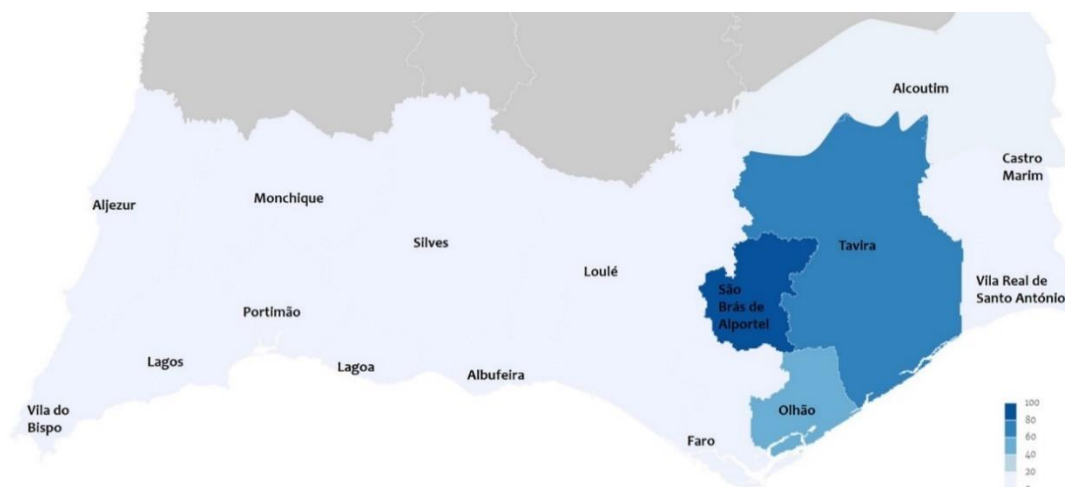 Alcoutim
Castro
Marim
Aljezur
Monchique
Silves
Tavira
Loulé
São
Brás de
Alportel
Vila Real de
Santo António
Portimão
Lagos
Lagoa
Albufeira
Vila do
Bispo
Olhão
Faro
100
80
60
40
20